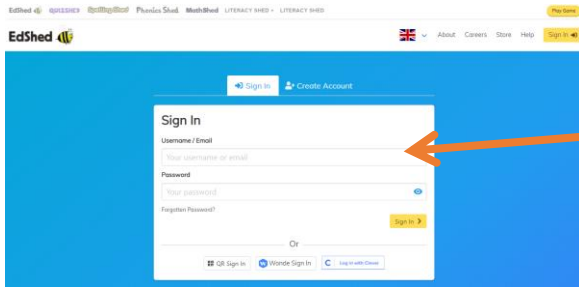 EdShed QUIZSHED Spelling Shed Phonics Shed MathShed LITERACY SHED + LITERACY SHED Play Game
EdShed About Careers Store Help Sign In
Sign In Create Account
Sign In
Username / Email
Your username or email
Password
Your password
Forgotten Password?
Sign In
Or
QR Sign In Wonde Sign In Log in with Clever